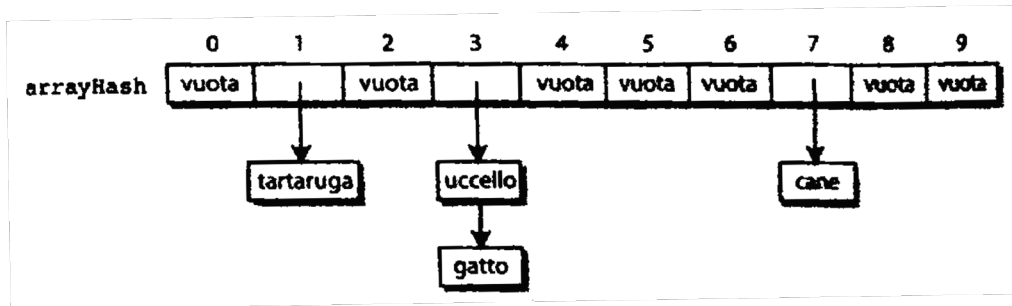 0 1 2 3 4 5 6 7 8 9
arrayHash vuota vuota vuota vuota vuota vuota vuota
tartaruga uccello cane
gatto